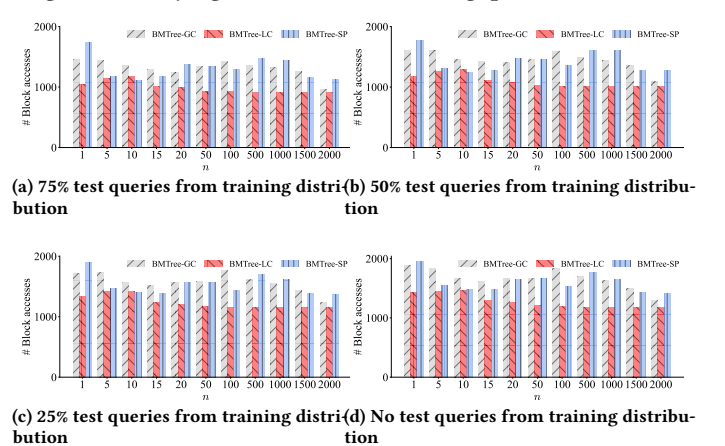 BMTree-GC BMTree-LC BMTree-SP
2000
1000
0
# Block accesses
1 5 10 15 20 50 100 500 1000 1500 2000
n
(a) 75% test queries from training distri-
bution
BMTree-GC BMTree-LC BMTree-SP
2000
1000
0
# Block accesses
1 5 10 15 20 50 100 500 1000 1500 2000
n
(b) 50% test queries from training distribu-
tion
BMTree-GC BMTree-LC BMTree-SP
2000
1000
0
# Block accesses
1 5 10 15 20 50 100 500 1000 1500 2000
n
(c) 25% test queries from training distri-
bution
BMTree-GC BMTree-LC BMTree-SP
2000
1000
0
# Block accesses
1 5 10 15 20 50 100 500 1000 1500 2000
n
(d) No test queries from training distribu-
tion